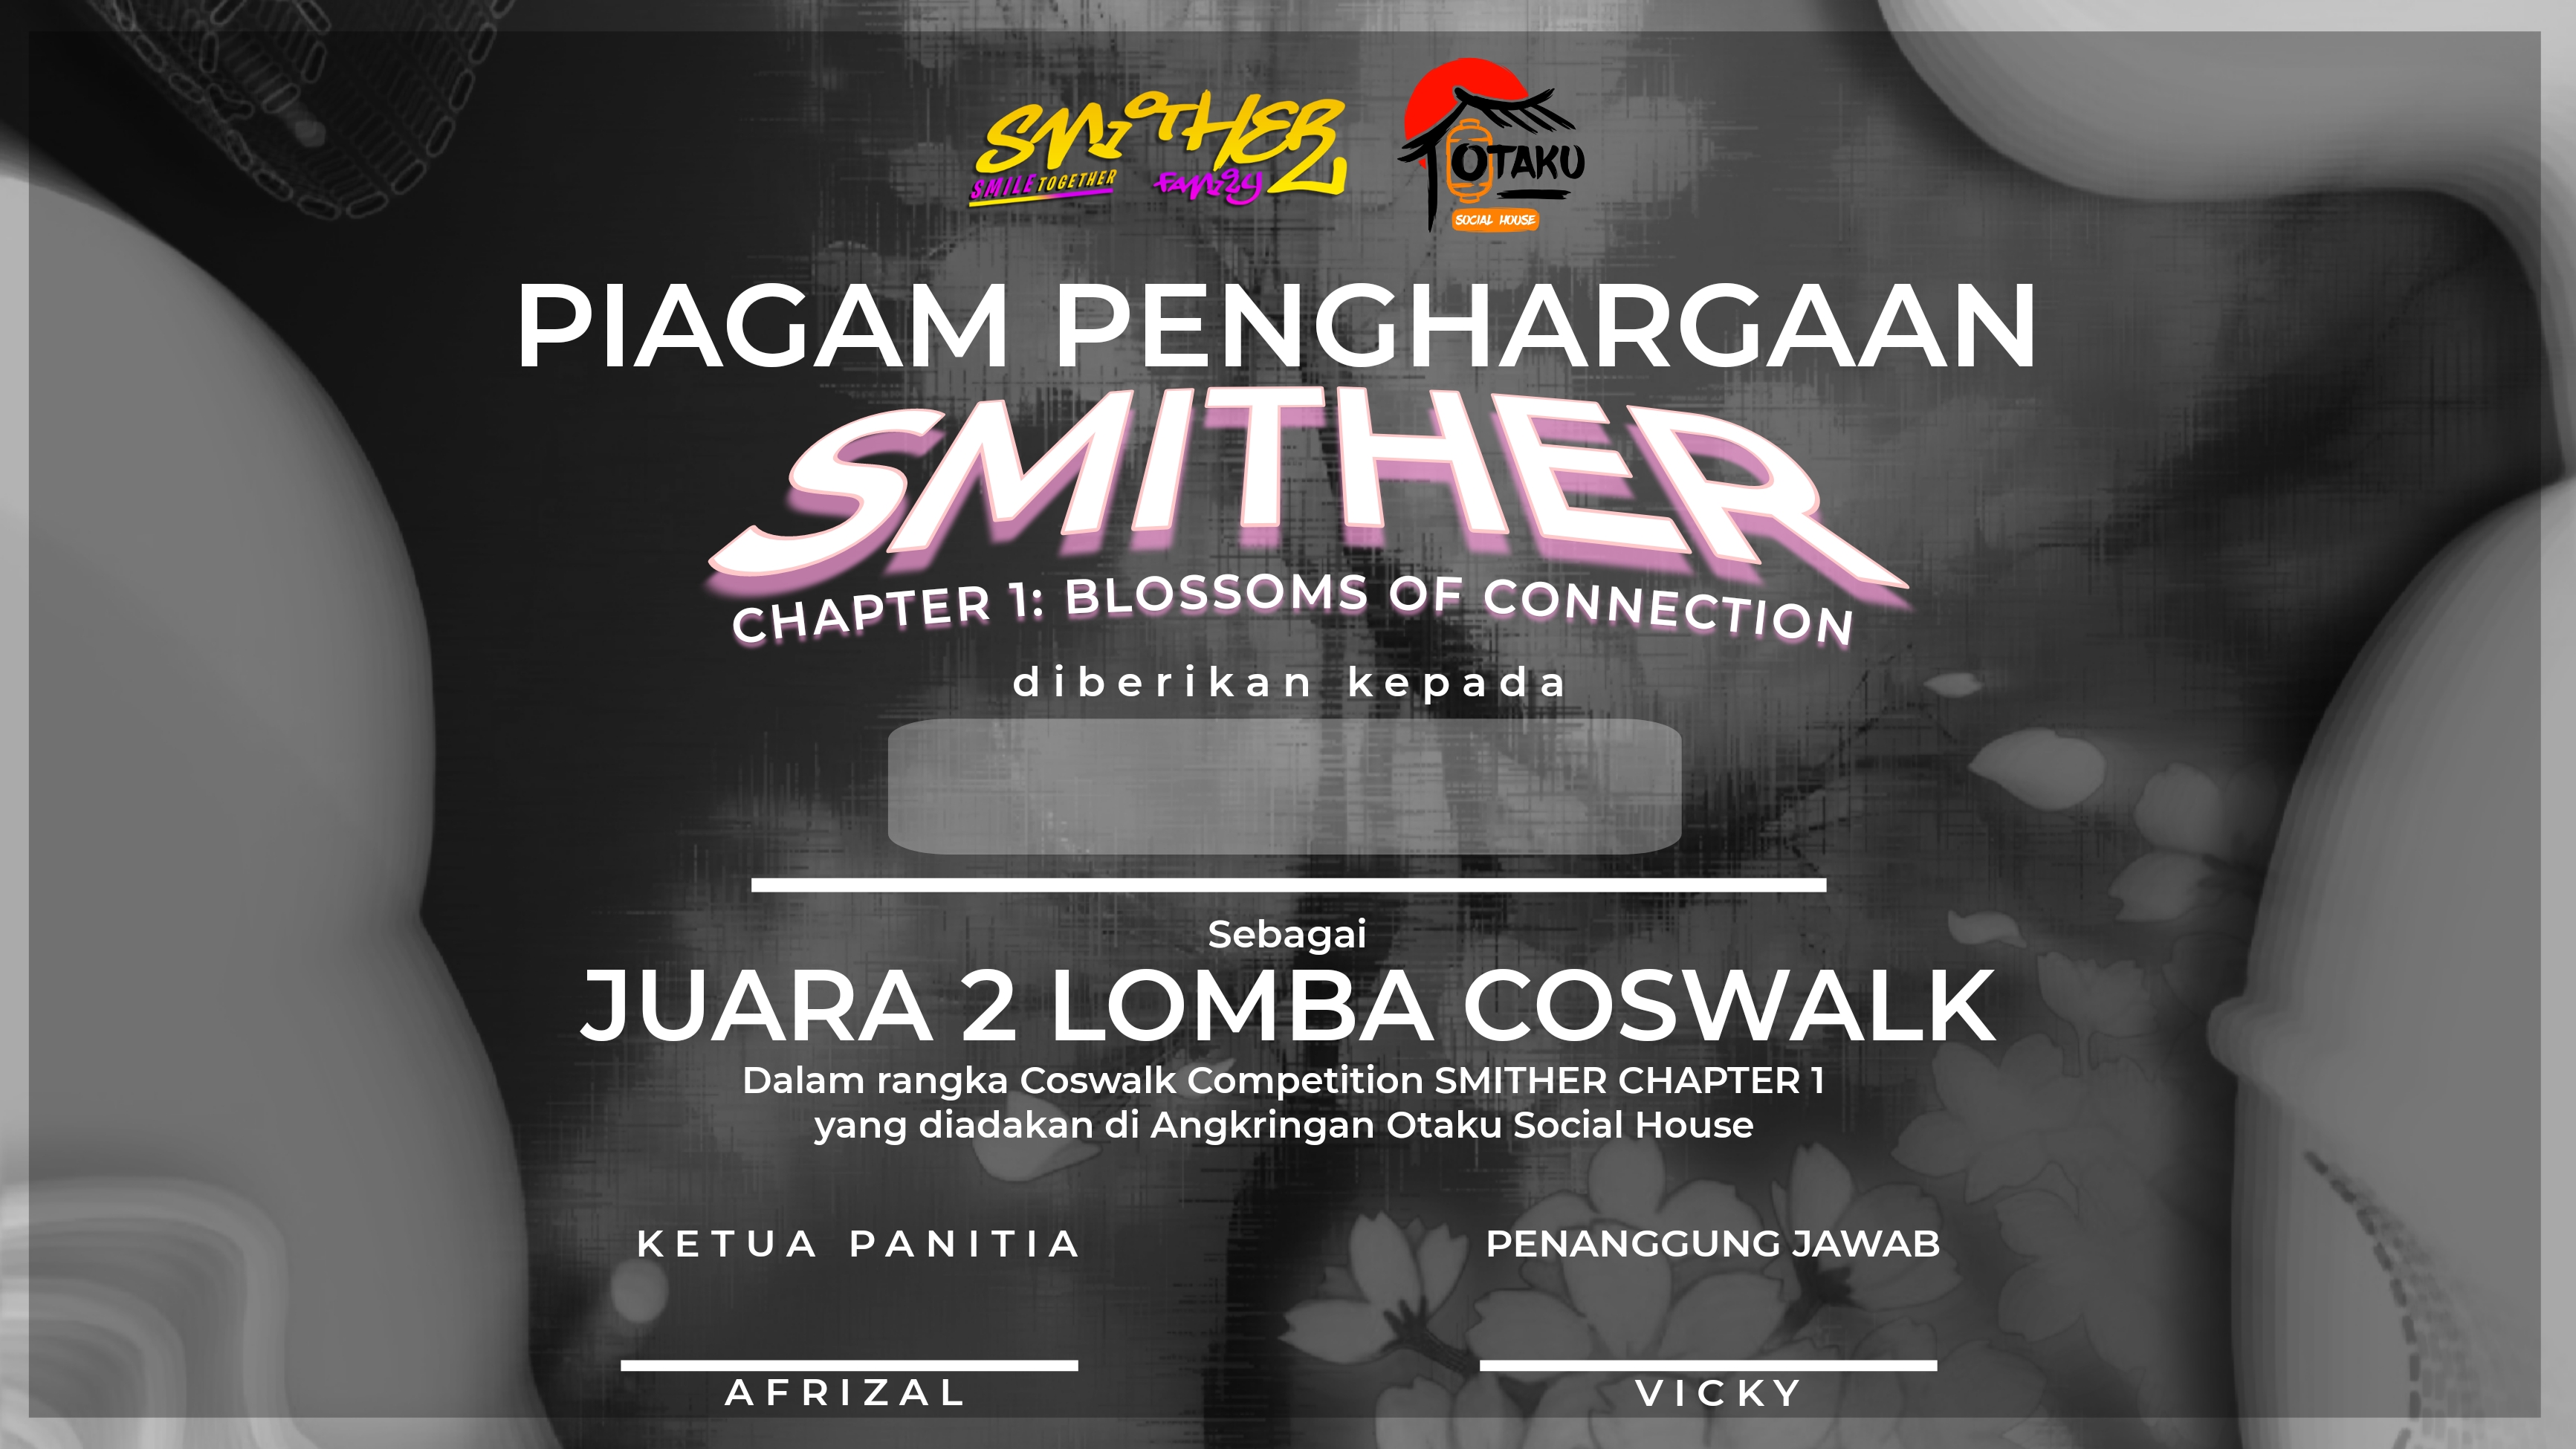 SMITHER
SMILE TOGETHER
FAMILY
OTAKU
SOCIAL HOUSE
PIAGAM PENGHARGAAN
SMITHER
CHAPTER 1: BLOSSOMS OF CONNECTION
diberikan kepada
Sebagai
JUARA 2 LOMBA COSWALK
Dalam rangka Coswalk Competition SMITHER CHAPTER 1
yang diadakan di Angkringan Otaku Social House
KETUA PANITIA
PENANGGUNG JAWAB
AFRIZAL
VICKY